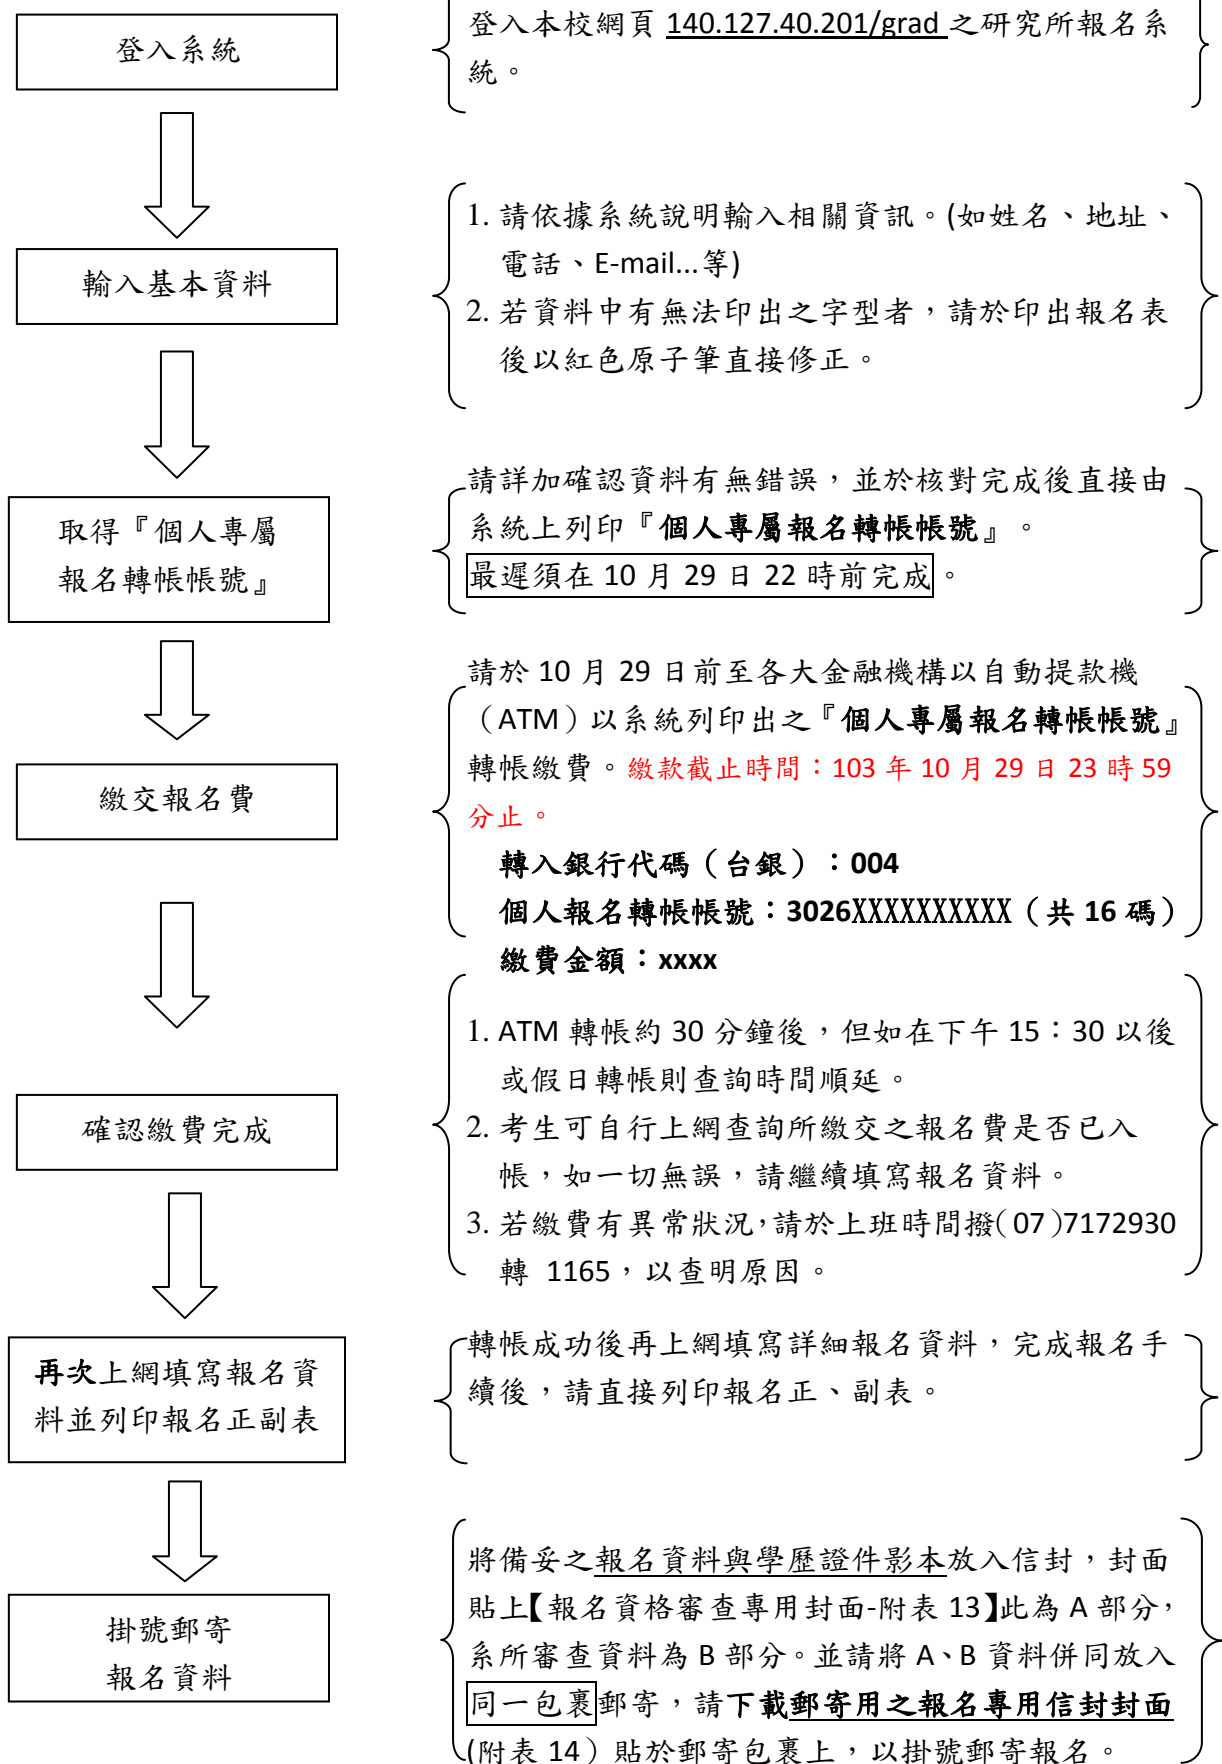 登入系統
登入本校網頁 140.127.40.201/grad 之研究所報名系
統。
輸入基本資料
1. 請依據系統說明輸入相關資訊。(如姓名、地址、
電話、E-mail...等)
2. 若資料中有無法印出之字型者，請於印出報名表
後以紅色原子筆直接修正。
取得『個人專屬
報名轉帳帳號』
請詳加確認資料有無錯誤，並於核對完成後直接由
系統上列印『個人專屬報名轉帳帳號』。
最遲須在 10 月 29 日 22 時前完成。
繳交報名費
請於 10 月 29 日前至各大金融機構以自動提款機
（ATM）以系統列印出之『個人專屬報名轉帳帳號』
轉帳繳費。繳款截止時間：103 年 10 月 29 日 23 時 59
分止。
轉入銀行代碼（台銀）：004
個人報名轉帳帳號：3026XXXXXXXXXX（共 16 碼）
繳費金額：xxxx
確認繳費完成
1. ATM 轉帳約 30 分鐘後，但如在下午 15：30 以後
或假日轉帳則查詢時間順延。
2. 考生可自行上網查詢所繳交之報名費是否已入
帳，如一切無誤，請繼續填寫報名資料。
3. 若繳費有異常狀況，請於上班時間撥(07)7172930
轉 1165，以查明原因。
再次上網填寫報名資
料並列印報名正副表
轉帳成功後再上網填寫詳細報名資料，完成報名手
續後，請直接列印報名正、副表。
掛號郵寄
報名資料
將備妥之報名資料與學歷證件影本放入信封，封面
貼上【報名資格審查專用封面-附表 13】此為 A 部分，
系所審查資料為 B 部分。並請將 A、B 資料併同放入
同一包裹郵寄，請下載郵寄用之報名專用信封封面
(附表 14）貼於郵寄包裹上，以掛號郵寄報名。